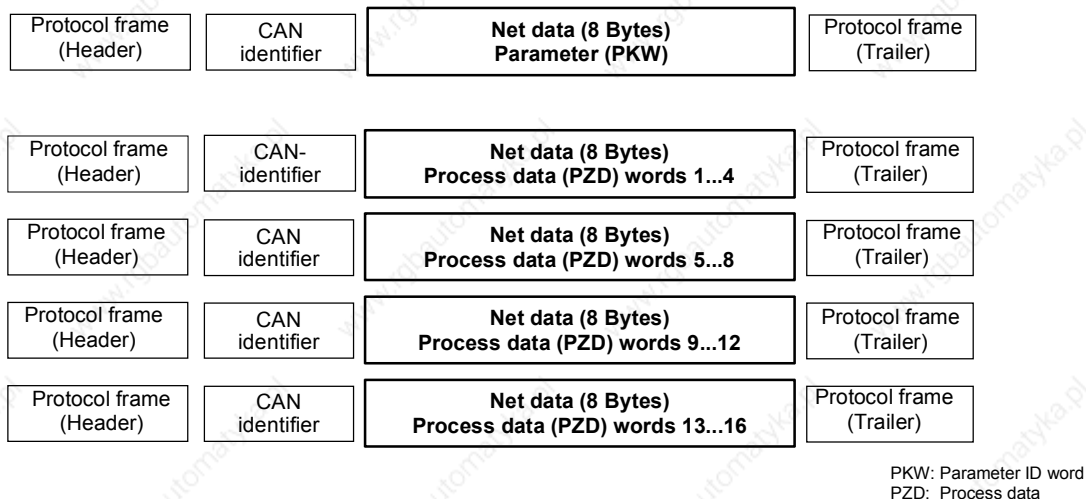 Protocol frame
(Header)
CAN
identifier
Net data (8 Bytes)
Parameter (PKW)
Protocol frame
(Trailer)
Protocol frame
(Header)
CAN-
identifier
Net data (8 Bytes)
Process data (PZD) words 1...4
Protocol frame
(Trailer)
Protocol frame
(Header)
CAN
identifier
Net data (8 Bytes)
Process data (PZD) words 5...8
Protocol frame
(Trailer)
Protocol frame
(Header)
CAN
identifier
Net data (8 Bytes)
Process data (PZD) words 9...12
Protocol frame
(Trailer)
Protocol frame
(Header)
CAN
identifier
Net data (8 Bytes)
Process data (PZD) words 13...16
Protocol frame
(Trailer)
PKW: Parameter ID word
PZD: Process data
www.rgbautomatyka.pl